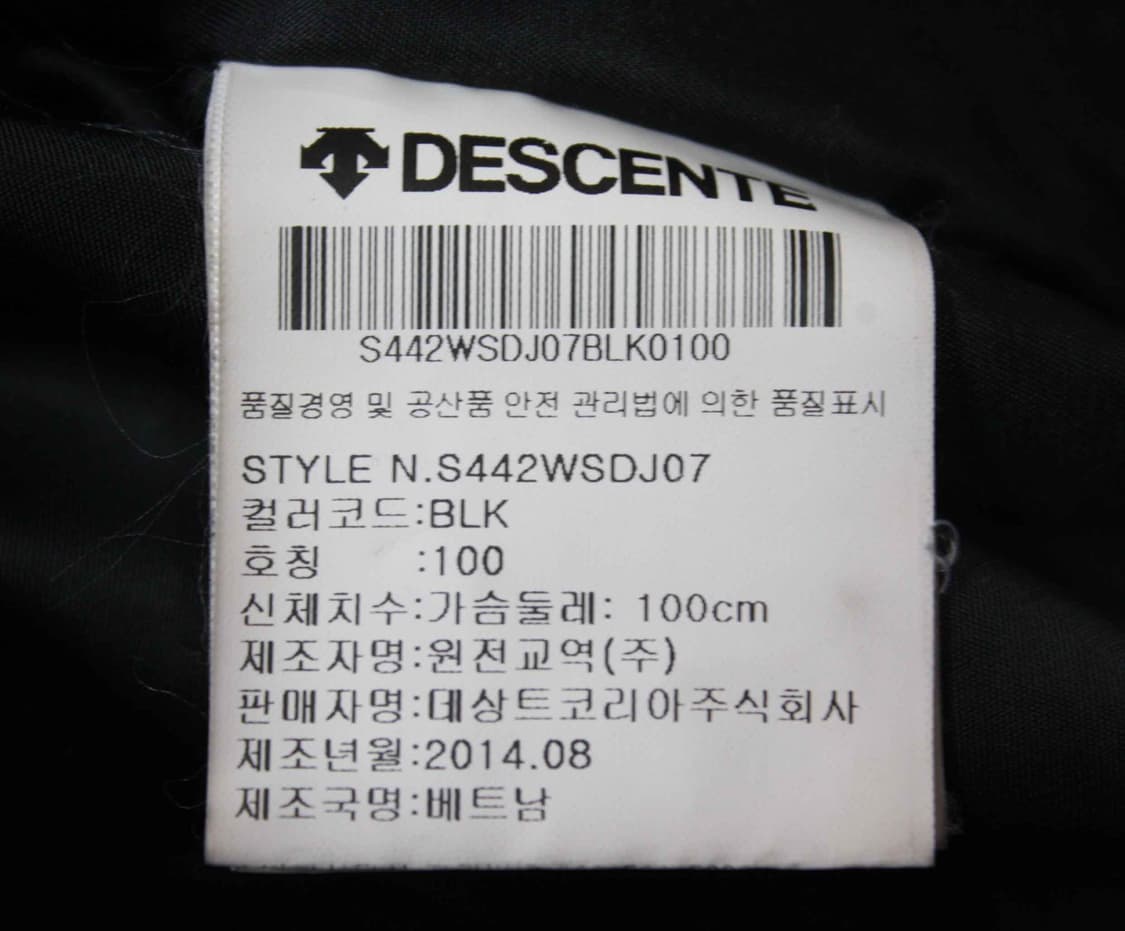 DESCENTE
S442WSDJ07BLK0100
품질경영 및 공산품 안전 관리법에 의한 품질표시
STYLE N.S442WSDJ07
컬러코드:BLK
호칭 :100
신체치수:가슴둘레: 100cm
제조자명:원전교역(주)
판매자명:데상트코리아주식회사
제조년월:2014.08
제조국명:베트남